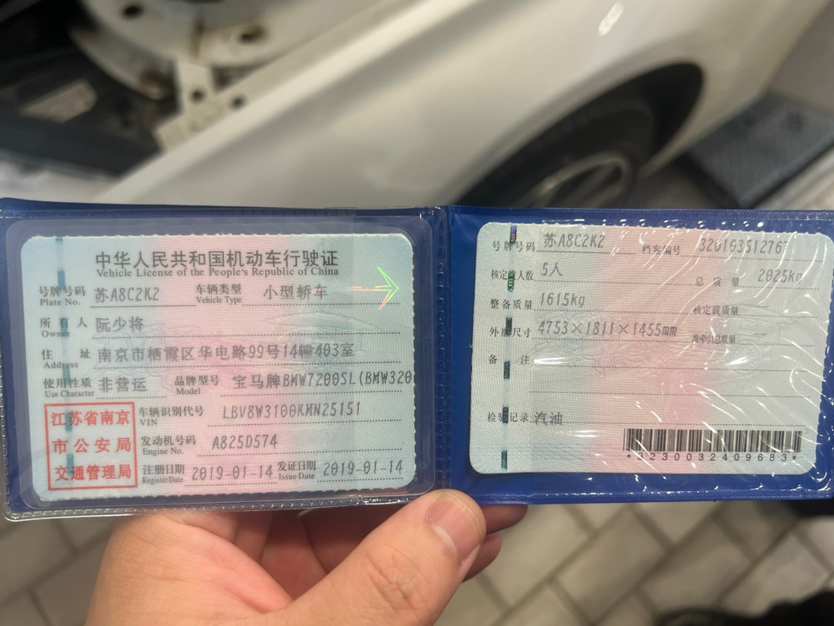 中华人民共和国机动车行驶证
Vehicle License of the People's Republic of China
号牌号码 苏A8C2K2 车辆类型 小型轿车
Plate No. Vehicle Type
所有人 阮少将
Owner
住址 南京市栖霞区华电路99号14幢403室
Address
使用性质 非营运 品牌型号 宝马牌BMW7200SL(BMW320
Use Character Model
江苏省南京
市公安局
交通管理局
车辆识别代号 LBV8W3100KMN25151
VIN
发动机号码 A825D574
Engine No.
注册日期 2019-01-14 发证日期 2019-01-14
Register Date Issue Date
号牌号码 苏A8C2K2 档案编号
核定载人数 5人 总质量 2025kg
整备质量 1615kg 核定载质量
外廓尺寸 4753×1811×1455mm 准牵引总质量
备注
检验记录 汽油